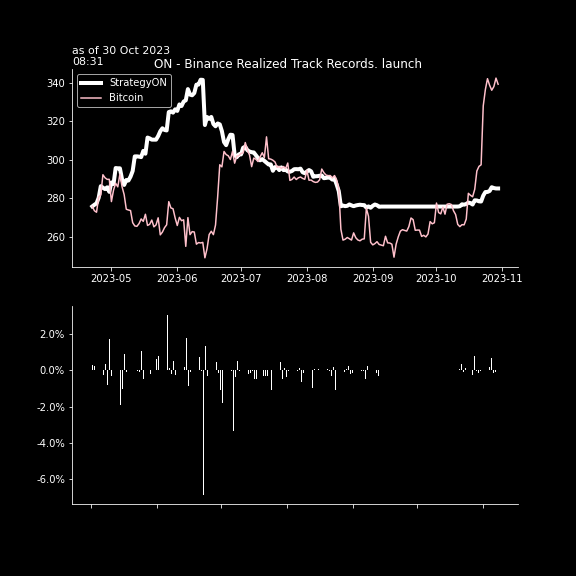 as of 30 Oct 2023
08:31
ON - Binance Realized Track Records. launch
StrategyON
Bitcoin
340
320
300
280
260
2023-05 2023-06 2023-07 2023-08 2023-09 2023-10 2023-11
2.0%
0.0%
-2.0%
-4.0%
-6.0%